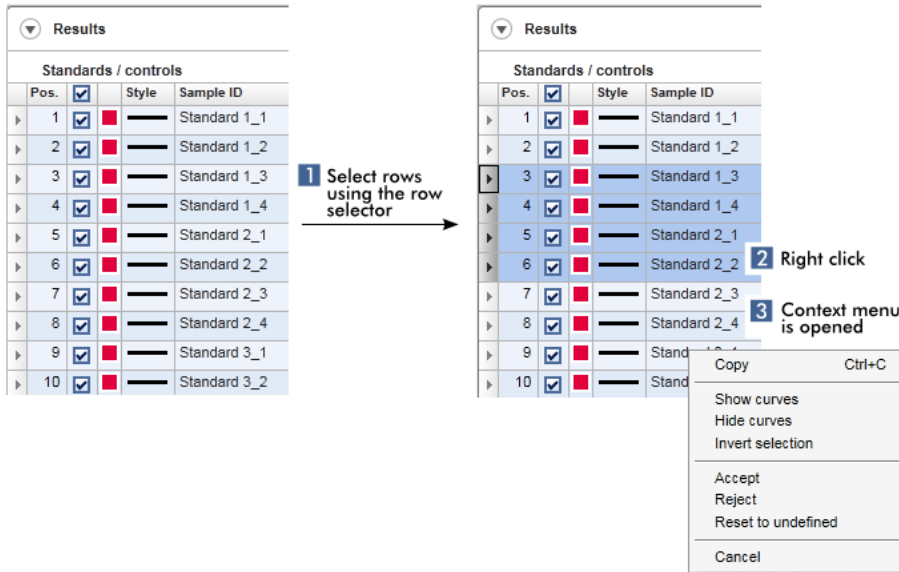 Results
Standards / controls
Pos. Style Sample ID
1 Standard 1_1
2 Standard 1_2
3 Standard 1_3
4 Standard 1_4
5 Standard 2_1
6 Standard 2_2
7 Standard 2_3
8 Standard 2_4
9 Standard 3_1
10 Standard 3_2
1 Select rows
using the row
selector
Results
Standards / controls
Pos. Style Sample ID
1 Standard 1_1
2 Standard 1_2
3 Standard 1_3
4 Standard 1_4
5 Standard 2_1
6 Standard 2_2
7 Standard 2_3
8 Standard 2_4
9
10
2 Right click
3 Context menu
is opened
Copy Ctrl+C
Show curves
Hide curves
Invert selection
Accept
Reject
Reset to undefined
Cancel